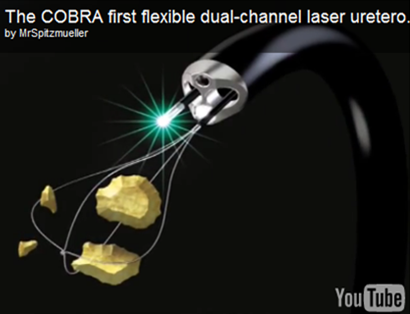 The COBRA first flexible dual-channel laser uretero.
by MrSpitzmueller
YouTube